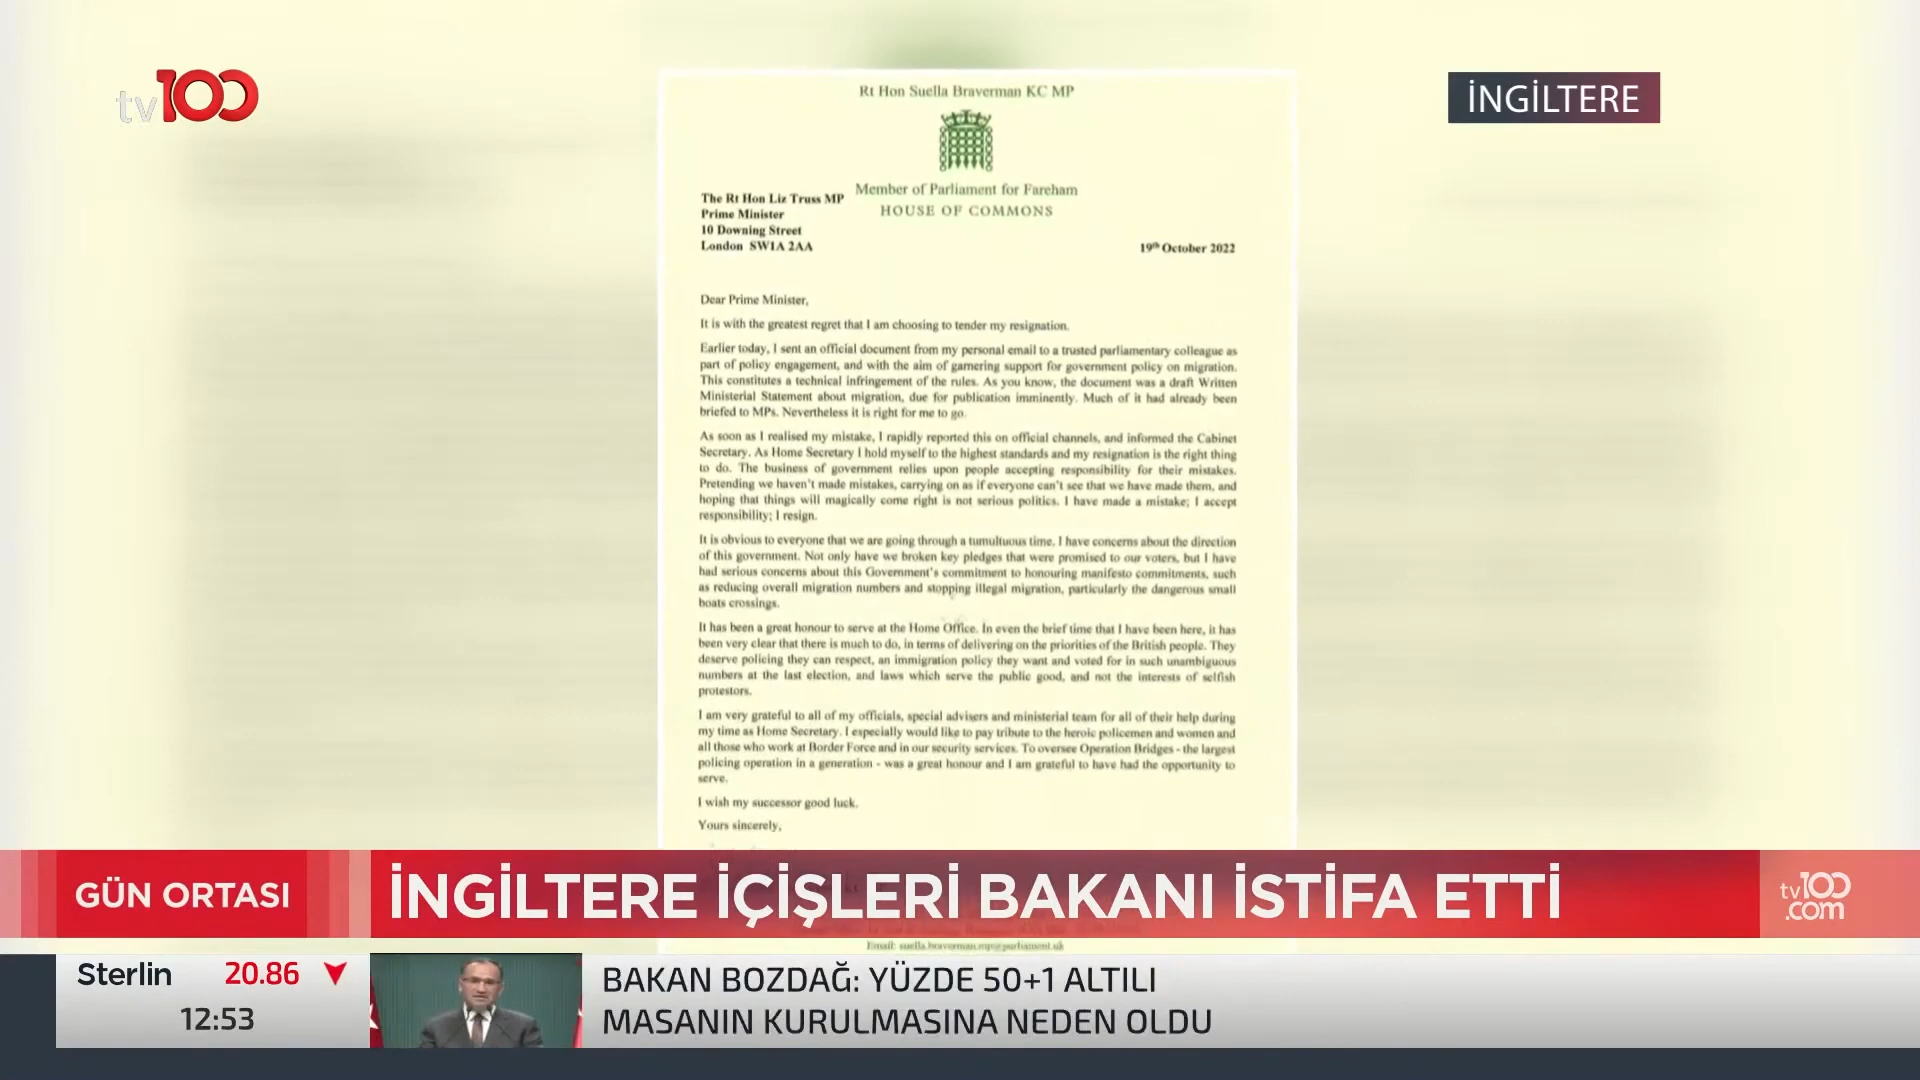 tv100
İNGİLTERE
Rt Hon Suella Braverman KC MP
Member of Parliament for Fareham
HOUSE OF COMMONS
The Rt Hon Liz Truss MP
Prime Minister
10 Downing Street
London SW1A 2AA
19th October 2022
Dear Prime Minister,
It is with the greatest regret that I am choosing to tender my resignation.
Earlier today, I sent an official document from my personal email to a trusted parliamentary colleague as
part of policy engagement, and with the aim of garnering support for government policy on migration.
This constitutes a technical infringement of the rules. As you know, the document was a draft Written
Ministerial Statement about migration, due for publication imminently. Much of it had already been
briefed to MPs. Nevertheless it is right for me to go.
As soon as I realised my mistake, I rapidly reported this on official channels, and informed the Cabinet
Secretary. As Home Secretary I hold myself to the highest standards and my resignation is the right thing
to do. The business of government relies upon people accepting responsibility for their mistakes.
Pretending we haven't made mistakes, carrying on as if everyone can't see that we have made them, and
hoping that things will magically come right is not serious politics. I have made a mistake; I accept
responsibility; I resign.
It is obvious to everyone that we are going through a tumultuous time. I have concerns about the direction
of this government. Not only have we broken key pledges that were promised to our voters, but I have
had serious concerns about this Government's commitment to honouring manifesto commitments, such
as reducing overall migration numbers and stopping illegal migration, particularly the dangerous small
boats crossings.
It has been a great honour to serve at the Home Office. In even the brief time that I have been here, it has
been very clear that there is much to do, in terms of delivering on the priorities of the British people. They
deserve policing they can respect, an immigration policy they want and voted for in such unambiguous
numbers at the last election, and laws which serve the public good, and not the interests of selfish
protestors.
I am very grateful to all of my officials, special advisers and ministerial team for all of their help during
my time as Home Secretary. I especially would like to pay tribute to the heroic policemen and women and
all those who work at Border Force and in our security services. To oversee Operation Bridges - the largest
policing operation in a generation - was a great honour and I am grateful to have had the opportunity to
serve.
I wish my successor good luck.
Yours sincerely,
GÜN ORTASI
İNGİLTERE İÇİŞLERİ BAKANI İSTİFA ETTİ
tv100
.com
Email: suella.braverman.mp@parliament.uk
Sterlin 20.86
12:53
BAKAN BOZDAĞ: YÜZDE 50+1 ALTILI
MASANIN KURULMASINA NEDEN OLDU